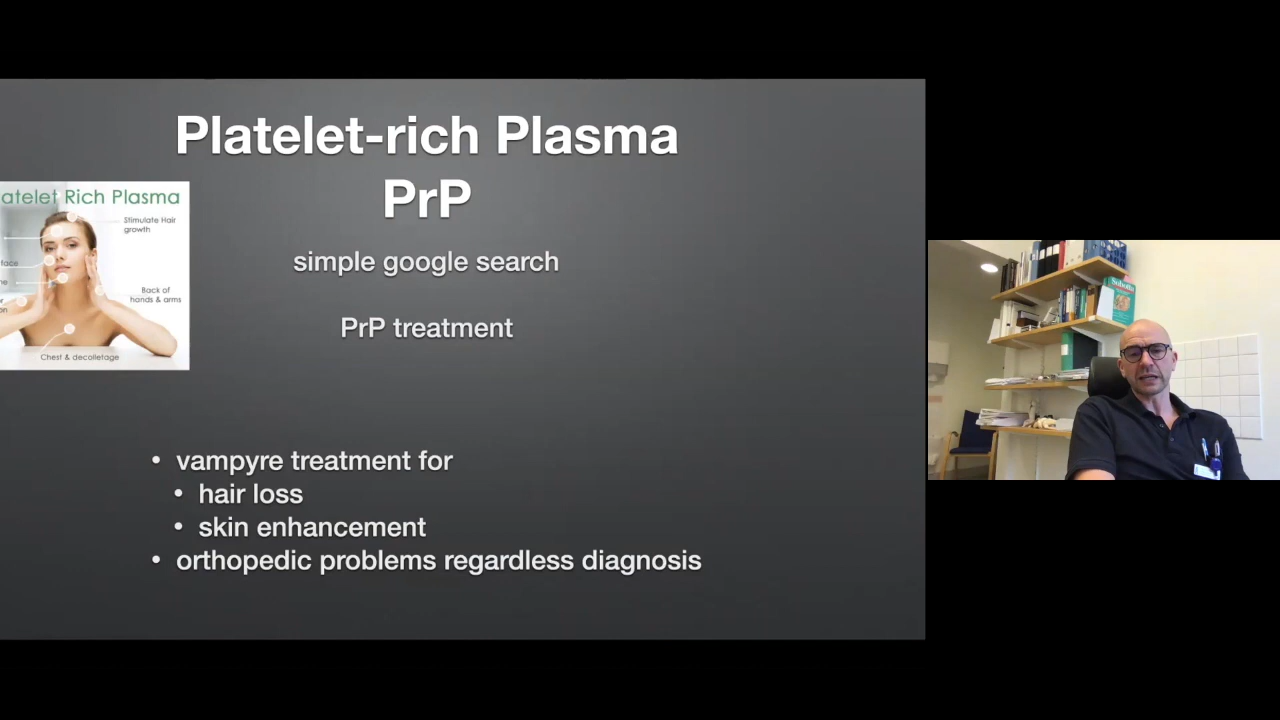 Platelet-rich Plasma
PrP
simple google search
PrP treatment
atelet Rich Plasma
Stimulate Hair
growth
Back of
hands & arms
Chest & decolletage
• vampyre treatment for
• hair loss
• skin enhancement
• orthopedic problems regardless diagnosis
Sobotta